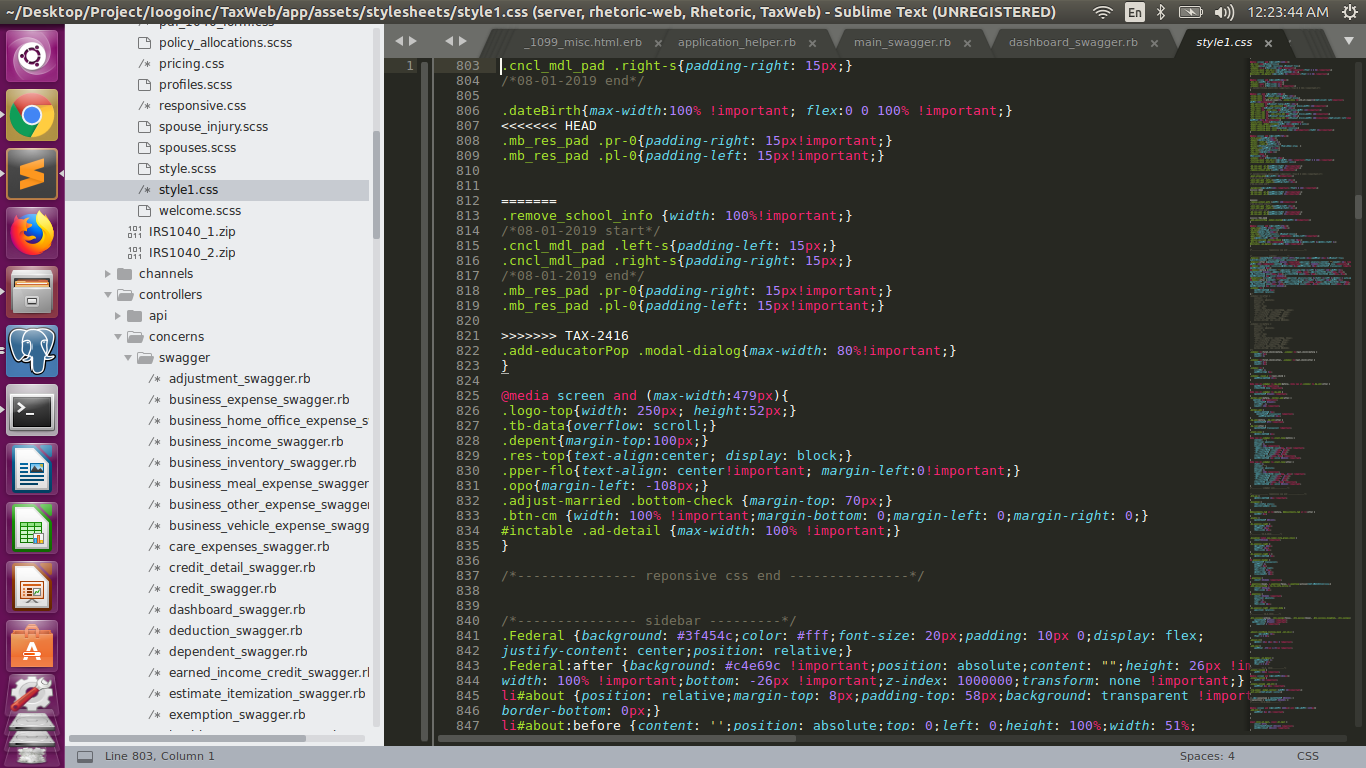 ~/Desktop/Project/Ioogoinc/TaxWeb/app/assets/stylesheets/style1.css (server, rhetoric-web, Rhetoric, TaxWeb) - Sublime Text (UNREGISTERED)
En
12:23:44 AM
policy_allocations.scss
pricing.css
profiles.scss
responsive.css
spouse_injury.scss
spouses.scss
style.scss
style1.css
welcome.scss
IRS1040_1.zip
IRS1040_2.zip
channels
controllers
api
concerns
swagger
adjustment_swagger.rb
business_expense_swagger.rb
business_home_office_expense_s
business_income_swagger.rb
business_inventory_swagger.rb
business_meal_expense_swagger
business_other_expense_swagger
business_vehicle_expense_swagg
care_expenses_swagger.rb
credit_detail_swagger.rb
credit_swagger.rb
dashboard_swagger.rb
deduction_swagger.rb
dependent_swagger.rb
earned_income_credit_swagger.rl
estimate_itemization_swagger.rb
exemption_swagger.rb
_1099_misc.html.erb
application_helper.rb
main_swagger.rb
dashboard_swagger.rb
style1.css
1
803 .cncl_mdl_pad .right-s{padding-right: 15px;}
804 /*08-01-2019 end*/
805
806 .dateBirth{max-width:100% !important; flex:0 0 100% !important;}
807 <<<<<<< HEAD
808 .mb_res_pad .pr-0{padding-right: 15px!important;}
809 .mb_res_pad .pl-0{padding-left: 15px!important;}
810
811
812 =======
813 .remove_school_info {width: 100%!important;}
814 /*08-01-2019 start*/
815 .cncl_mdl_pad .left-s{padding-left: 15px;}
816 .cncl_mdl_pad .right-s{padding-right: 15px;}
817 /*08-01-2019 end*/
818 .mb_res_pad .pr-0{padding-right: 15px!important;}
819 .mb_res_pad .pl-0{padding-left: 15px!important;}
820
821 >>>>>>> TAX-2416
822 .add-educatorPop .modal-dialog{max-width: 80%!important;}
823 }
824
825 @media screen and (max-width:479px){
826 .logo-top{width: 250px; height:52px;}
827 .tb-data{overflow: scroll;}
828 .depent{margin-top:100px;}
829 .res-top{text-align:center; display: block;}
830 .pper-flo{text-align: center!important; margin-left:0!important;}
831 .opo{margin-left: -108px;}
832 .adjust-married .bottom-check {margin-top: 70px;}
833 .btn-cm {width: 100% !important;margin-bottom: 0;margin-left: 0;margin-right: 0;}
834 #inctable .ad-detail {max-width: 100% !important;}
835 }
836
837 /*--------------- reponsive css end ---------------*/
838
839
840 /*--------------- sidebar ---------*/
841 .Federal {background: #3f454c;color: #fff;font-size: 20px;padding: 10px 0;display: flex;
842 justify-content: center;position: relative;}
843 .Federal:after {background: #c4e69c !important;position: absolute;content: "";height: 26px !in
844 width: 100% !important;bottom: -26px !important;z-index: 1000000;transform: none !important;}
845 li#about {position: relative;margin-top: 8px;padding-top: 58px;background: transparent !impor
846 border-bottom: 0px;}
847 li#about:before {content: '';position: absolute;top: 0;left: 0;height: 100%;width: 51%;
Line 803, Column 1
Spaces: 4
CSS